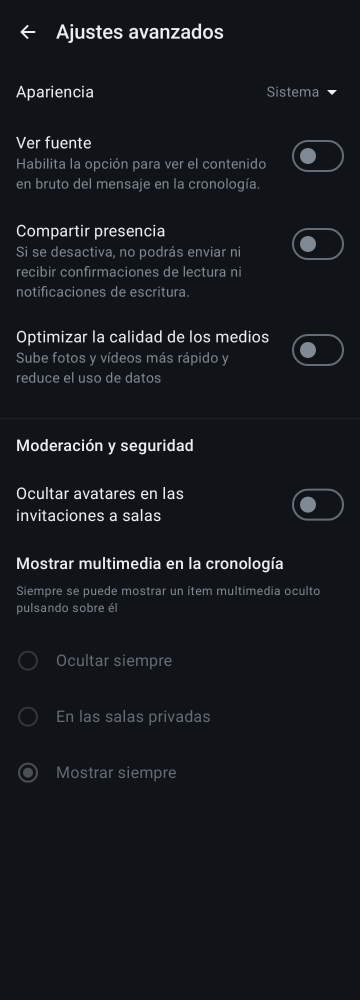 Ajustes avanzados
Apariencia
Sistema
Ver fuente
Habilita la opción para ver el contenido
en bruto del mensaje en la cronología.
Compartir presencia
Si se desactiva, no podrás enviar ni
recibir confirmaciones de lectura ni
notificaciones de escritura.
Optimizar la calidad de los medios
Sube fotos y vídeos más rápido y
reduce el uso de datos
Moderación y seguridad
Ocultar avatares en las
invitaciones a salas
Mostrar multimedia en la cronología
Siempre se puede mostrar un ítem multimedia oculto
pulsando sobre él
Ocultar siempre
En las salas privadas
Mostrar siempre